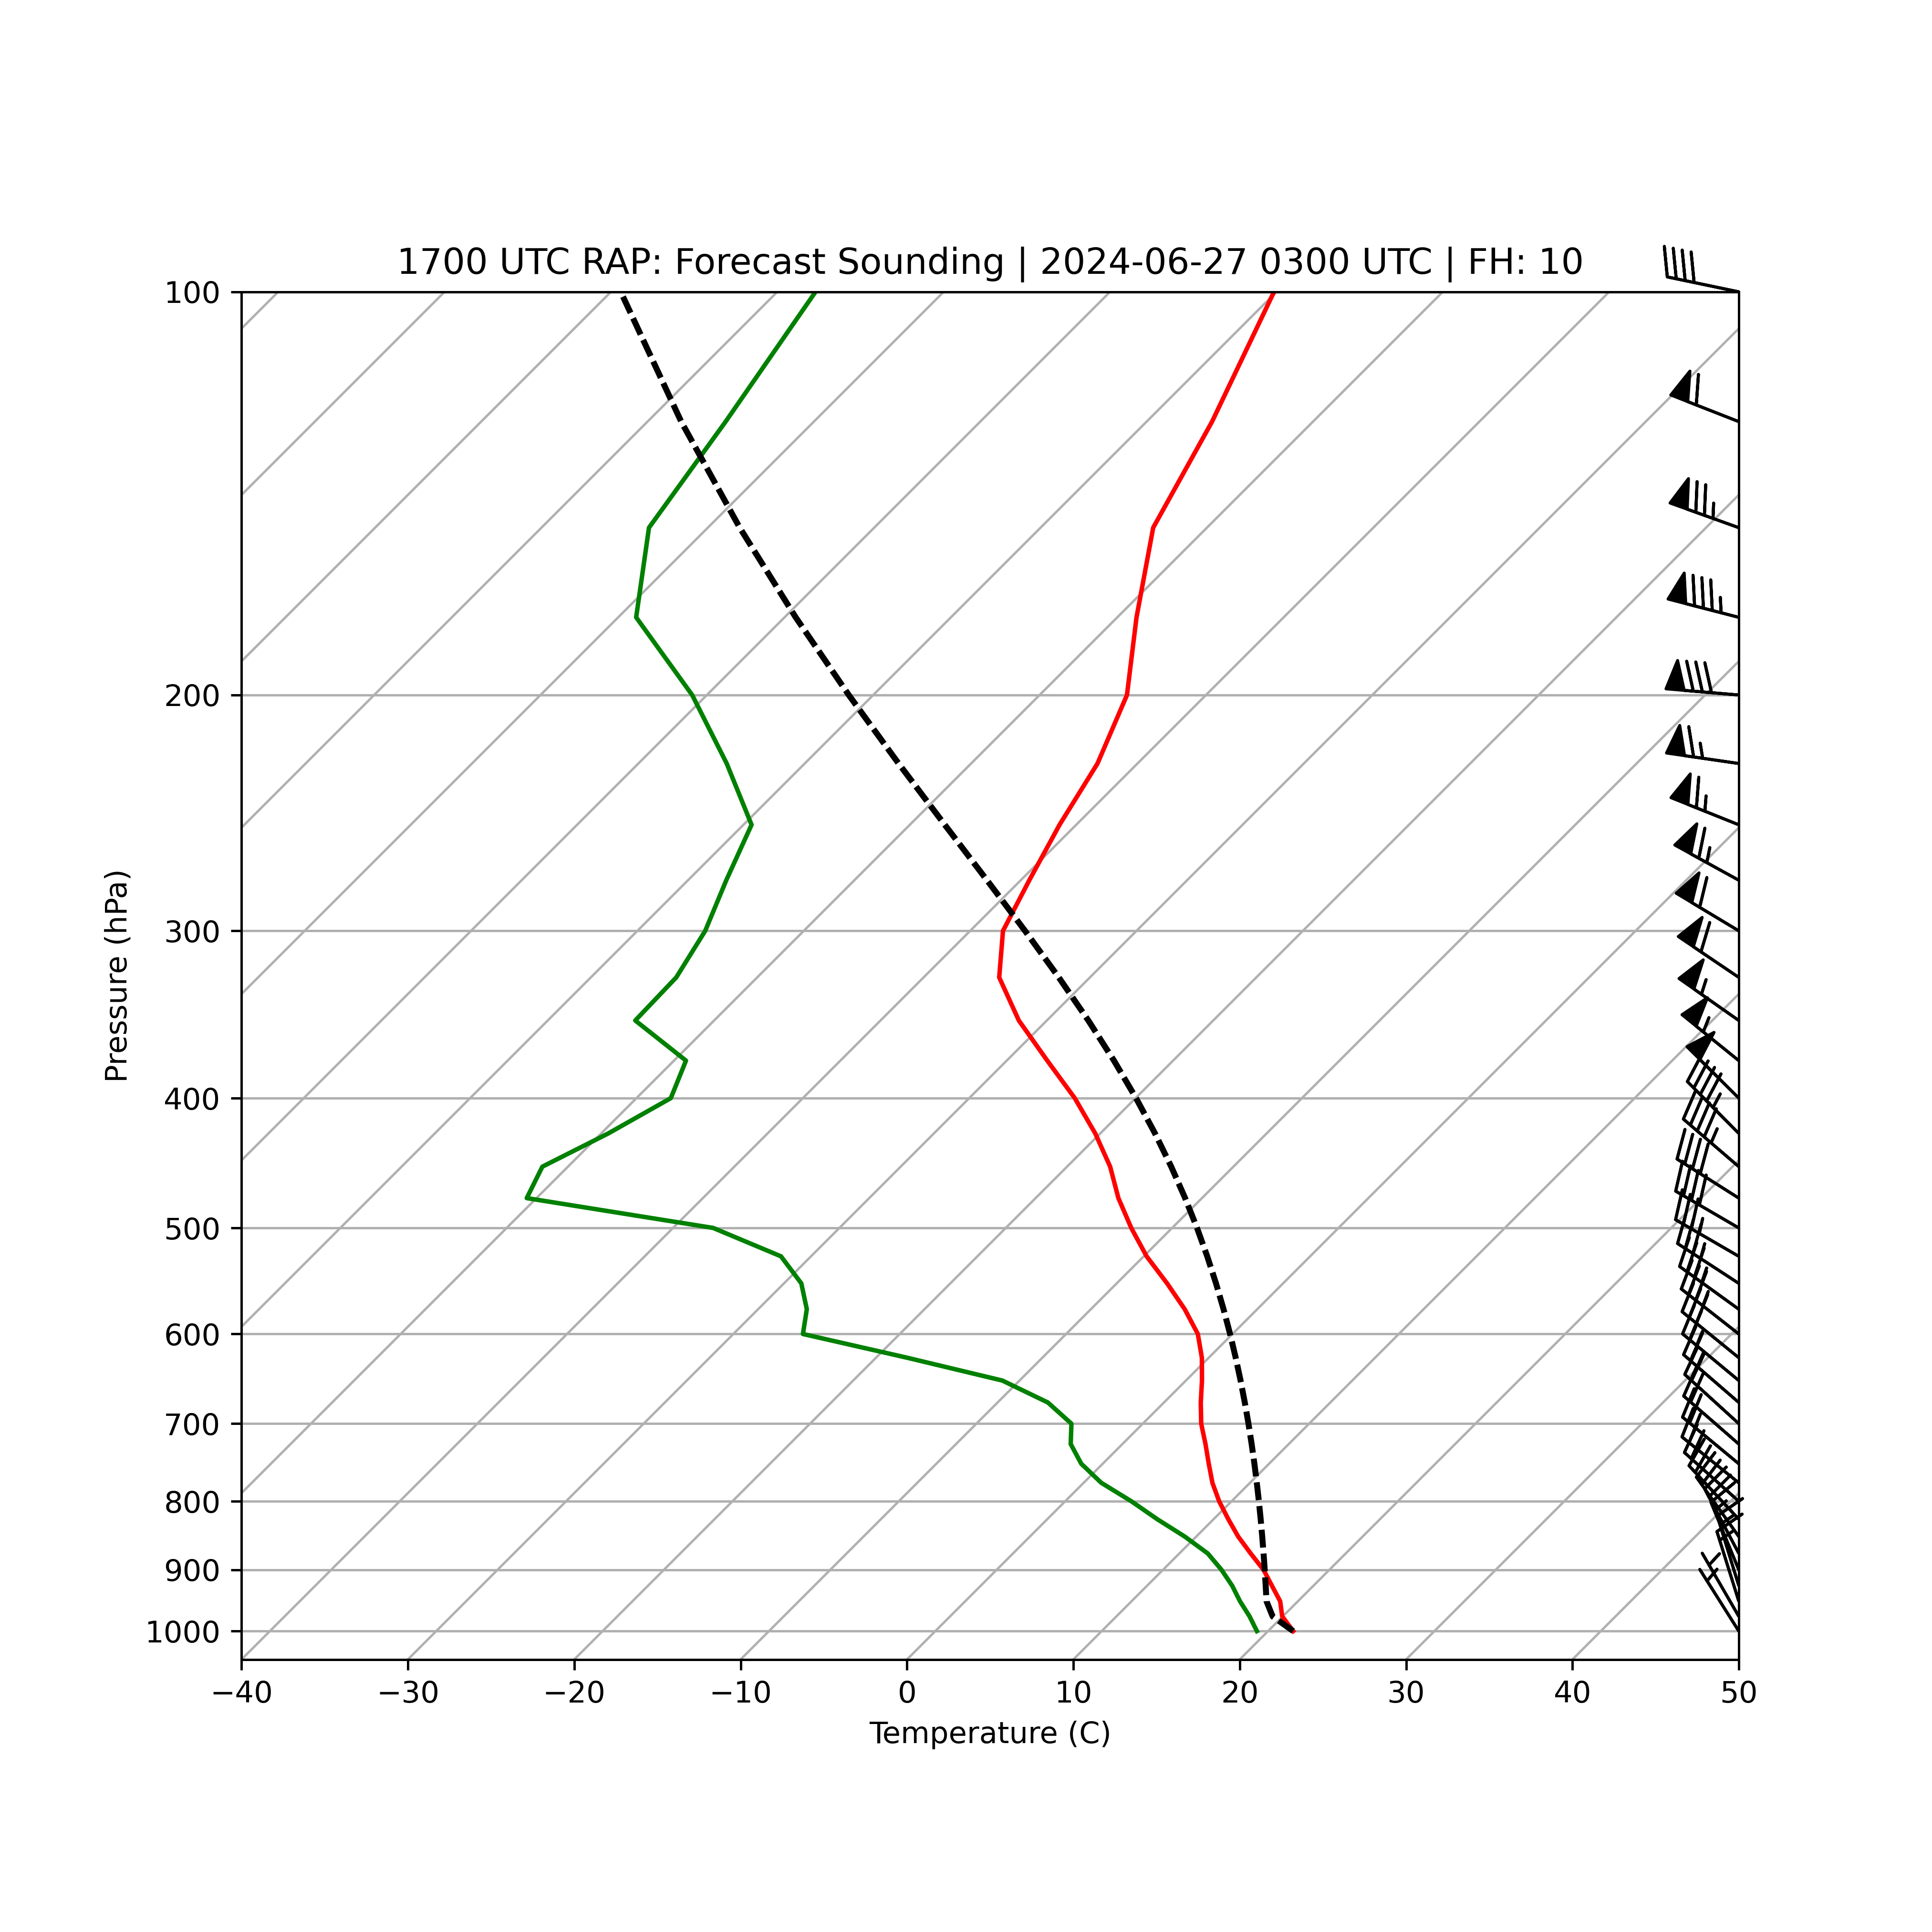 1700 UTC RAP: Forecast Sounding | 2024-06-27 0300 UTC | FH: 10
100
200
300
400
500
600
700
800
900
1000
Pressure (hPa)
−40 −30 −20 −10 0 10 20 30 40 50
Temperature (C)